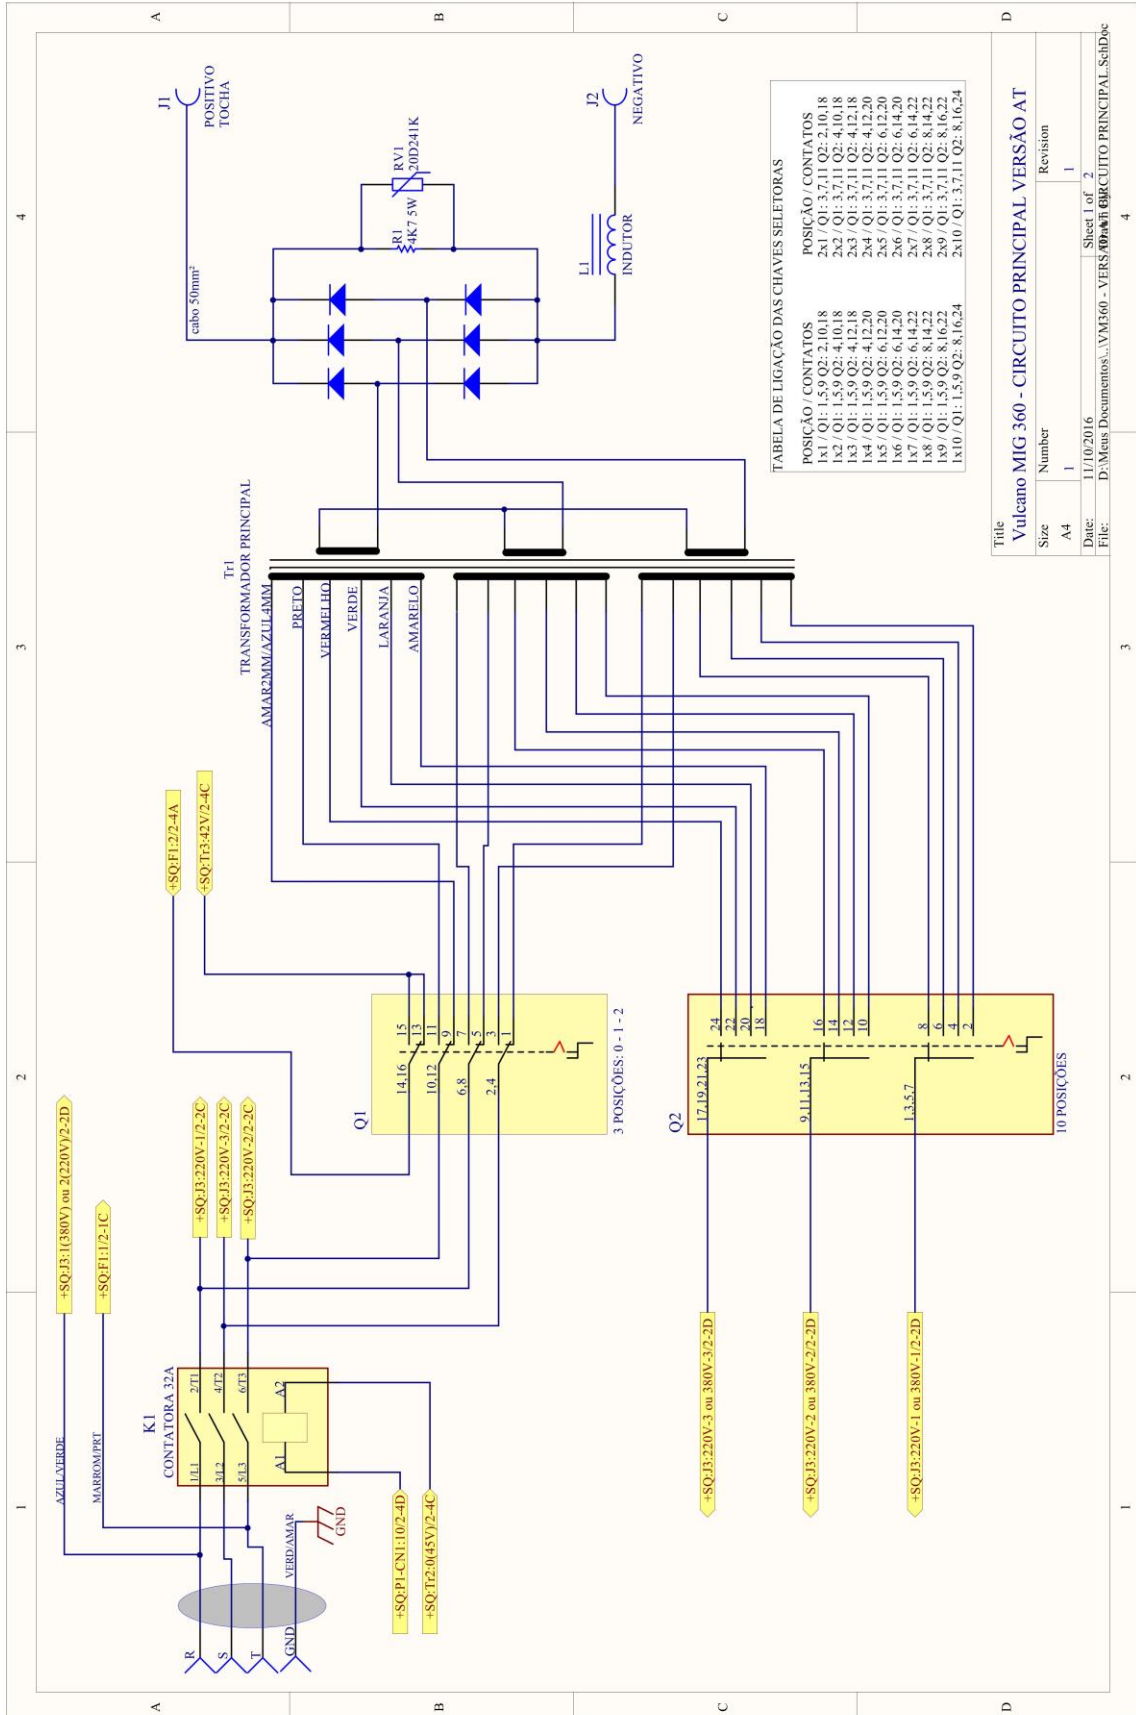 1
2
3
4
A
B
C
D
R
S
T
GND
VERD/AMAR
GND
AZUL/VERDE
MARROM/PRT
K1
CONTATORA 32A
1/L1
2/T1
3/L2
4/T2
5/L3
6/T3
A1
A2
+SQ:P1-CN1:10/2-4D
+SQ:Tr2:0(45V)/2-4C
+SQ:J3:1(380V) ou 2(220V)/2-2D
+SQ:F1:1/2-1C
+SQ:J3:220V-1/2-2C
+SQ:J3:220V-3/2-2C
+SQ:J3:220V-2/2-2C
+SQ:F1:2/2-4A
+SQ:Tr3:42V/2-4C
Q1
14,16
15
13
10,12
11
9
6,8
7
5
2,4
3
1
3 POSIÇÕES: 0 - 1 - 2
Q2
17,19,21,23
24
22
20
18
9,11,13,15
16
14
12
10
1,3,5,7
8
6
4
2
10 POSIÇÕES
+SQ:J3:220V-3 ou 380V-3/2-2D
+SQ:J3:220V-2 ou 380V-2/2-2D
+SQ:J3:220V-1 ou 380V-1/2-2D
Tr1
TRANSFORMADOR PRINCIPAL
AMAR2MM/AZUL4MM
PRETO
VERMELHO
VERDE
LARANJA
AMARELO
cabo 50mm²
J1
POSITIVO
TOCHA
R1
4K7 5W
RV1
20D241K
L1
INDUTOR
J2
NEGATIVO
TABELA DE LIGAÇÃO DAS CHAVES SELETORAS
POSIÇÃO / CONTATOS POSIÇÃO / CONTATOS
1x1 / Q1: 1,5,9 Q2: 2,10,18 2x1 / Q1: 3,7,11 Q2: 2,10,18
1x2 / Q1: 1,5,9 Q2: 4,10,18 2x2 / Q1: 3,7,11 Q2: 4,10,18
1x3 / Q1: 1,5,9 Q2: 4,12,18 2x3 / Q1: 3,7,11 Q2: 4,12,18
1x4 / Q1: 1,5,9 Q2: 4,12,20 2x4 / Q1: 3,7,11 Q2: 4,12,20
1x5 / Q1: 1,5,9 Q2: 6,12,20 2x5 / Q1: 3,7,11 Q2: 6,12,20
1x6 / Q1: 1,5,9 Q2: 6,14,20 2x6 / Q1: 3,7,11 Q2: 6,14,20
1x7 / Q1: 1,5,9 Q2: 6,14,22 2x7 / Q1: 3,7,11 Q2: 6,14,22
1x8 / Q1: 1,5,9 Q2: 8,14,22 2x8 / Q1: 3,7,11 Q2: 8,14,22
1x9 / Q1: 1,5,9 Q2: 8,16,22 2x9 / Q1: 3,7,11 Q2: 8,16,22
1x10 / Q1: 1,5,9 Q2: 8,16,24 2x10 / Q1: 3,7,11 Q2: 8,16,24
Title
Vulcano MIG 360 - CIRCUITO PRINCIPAL VERSÃO AT
Size Number Revision
A4 1 1
Date: 11/10/2016 Sheet 1 of 2
File: D:\Meus Documentos\...\VM360 - CIRCUITO PRINCIPAL.SchDoc
1
2
3
4
A
B
C
D